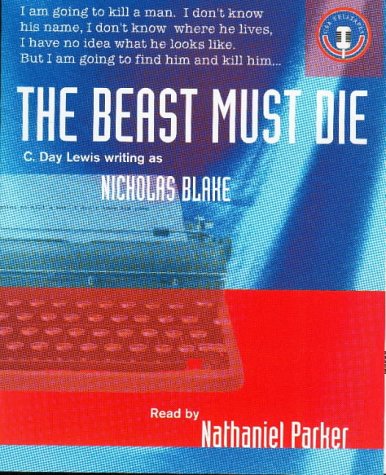 I am going to kill a man. I don't know
his name, I don't know where he lives,
I have no idea what he looks like.
But I am going to find him and kill him...
THE BEAST MUST DIE
C. Day Lewis writing as
NICHOLAS BLAKE
Read by
Nathaniel Parker